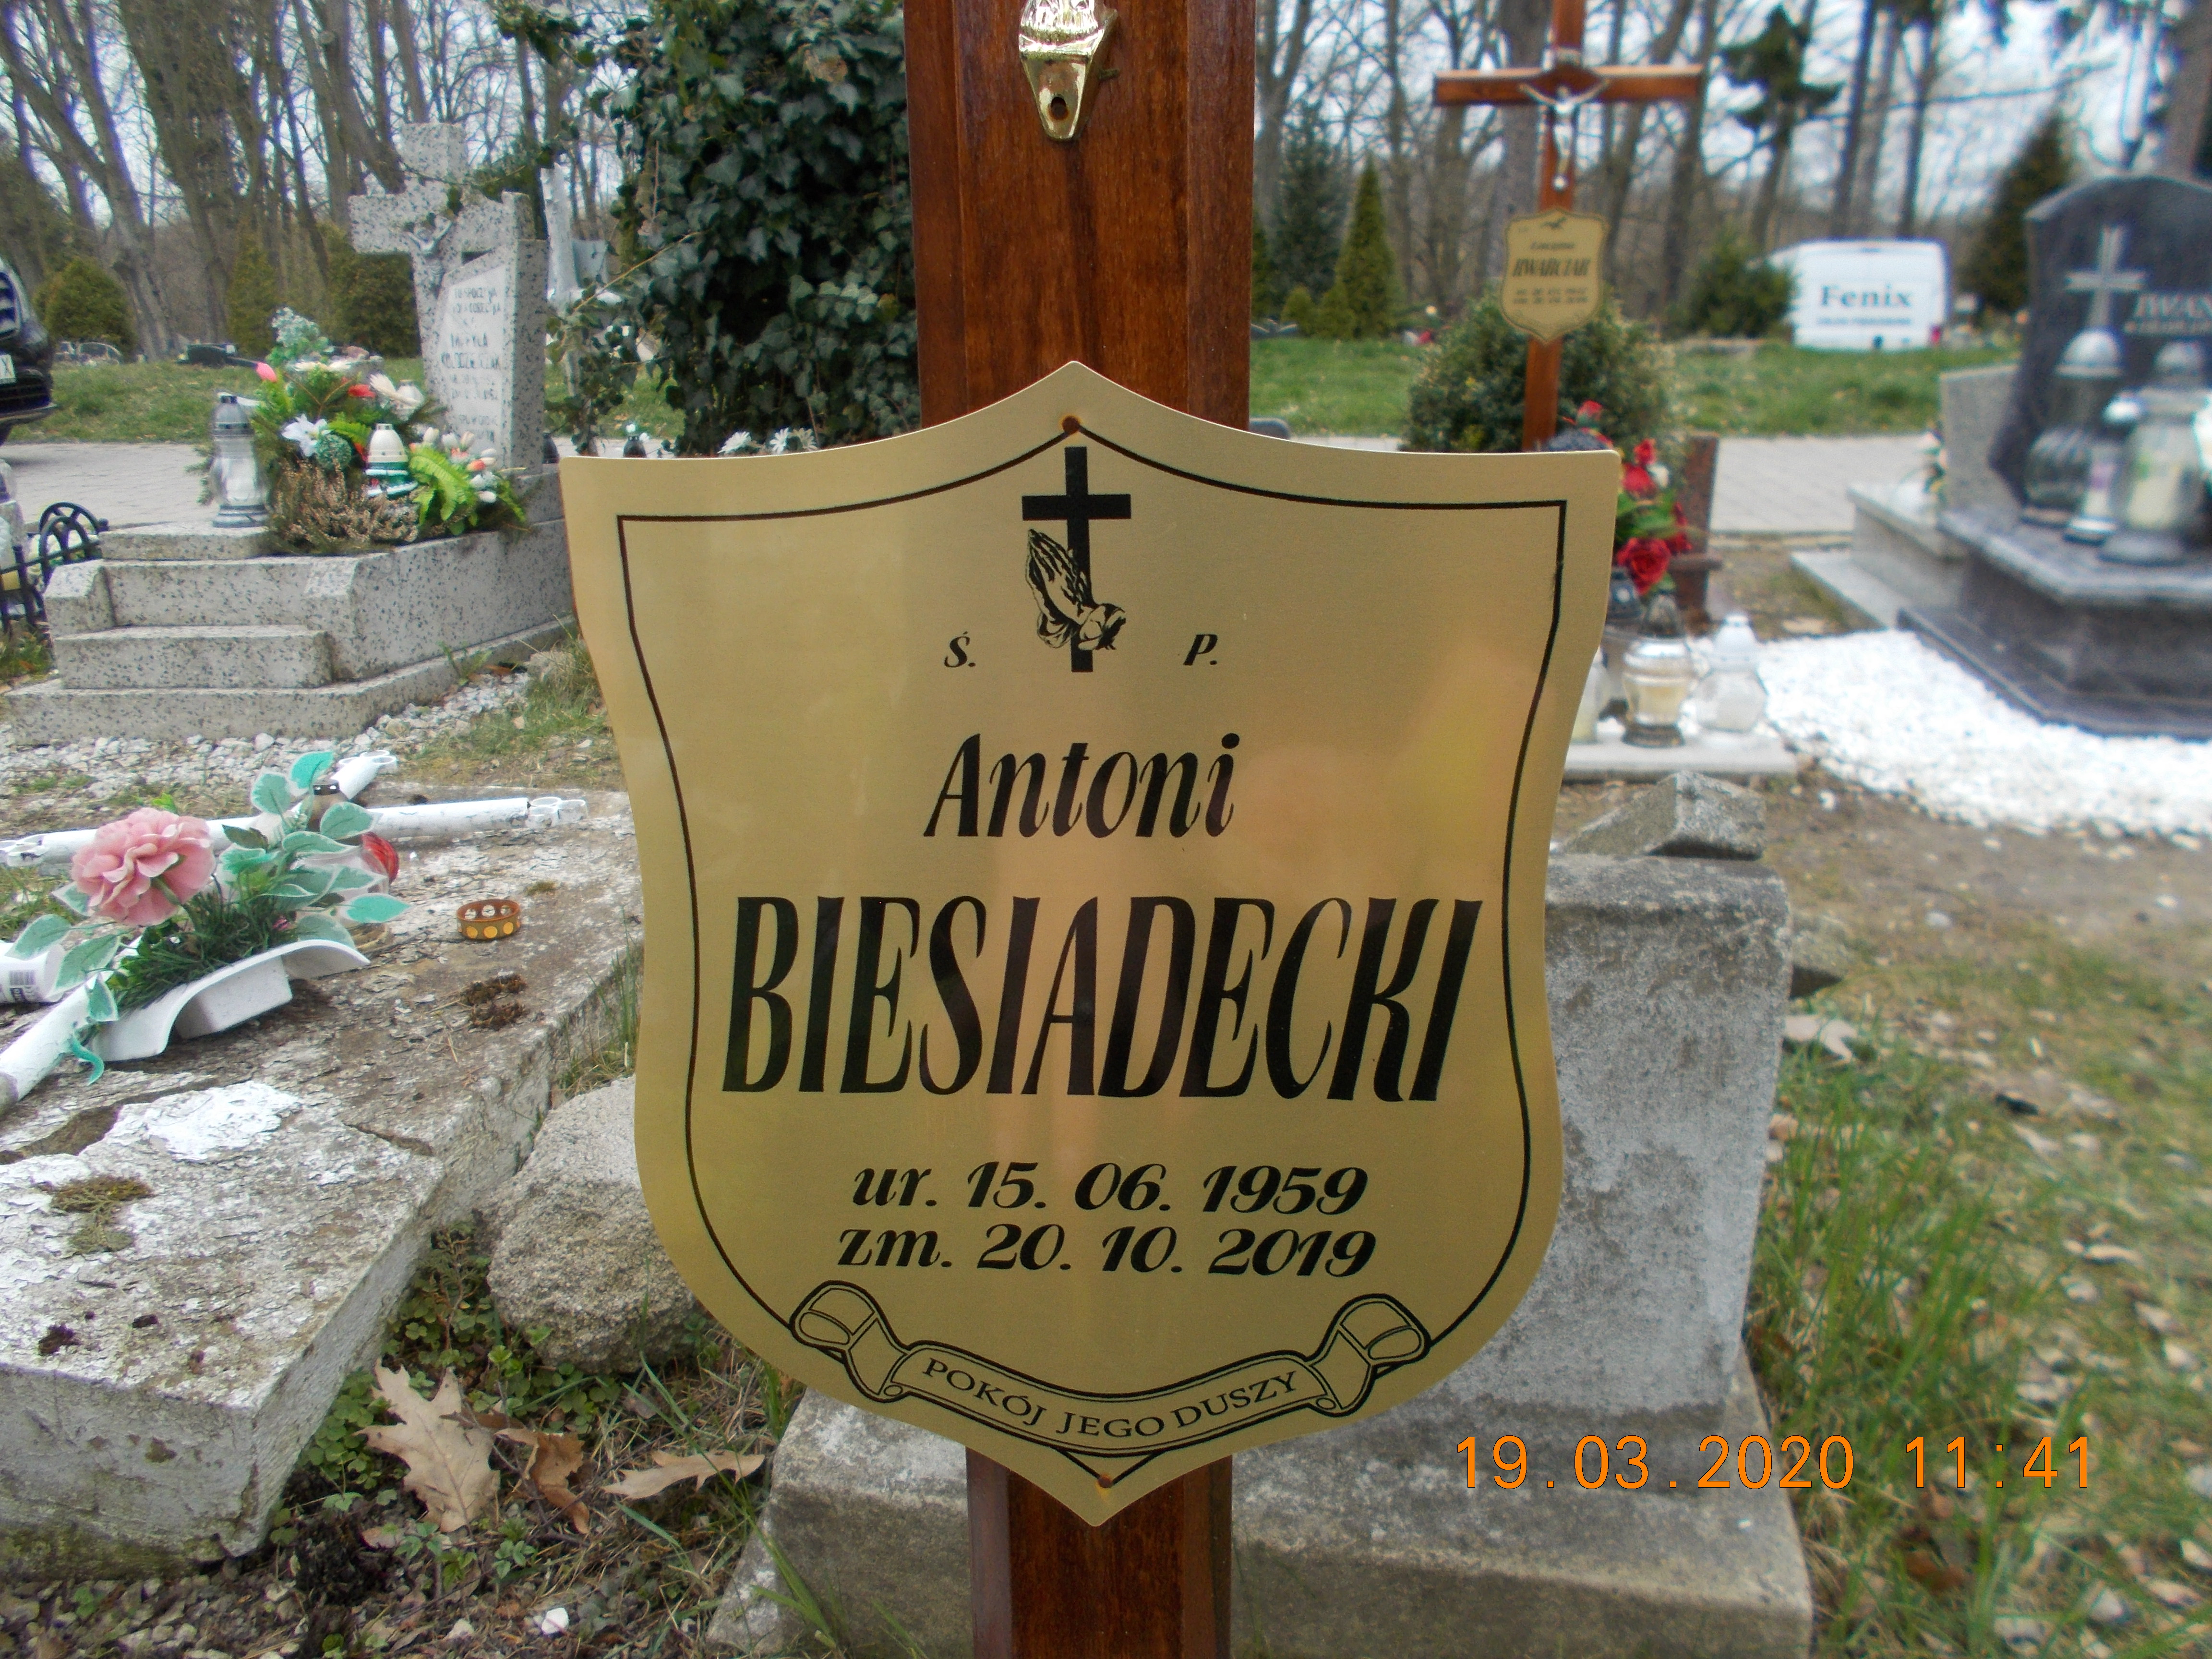 Fenix
Ś. P.
Antoni
BIESIADECKI
ur. 15. 06. 1959
zm. 20. 10. 2019
POKÓJ JEGO DUSZY
19.03.2020 11:41